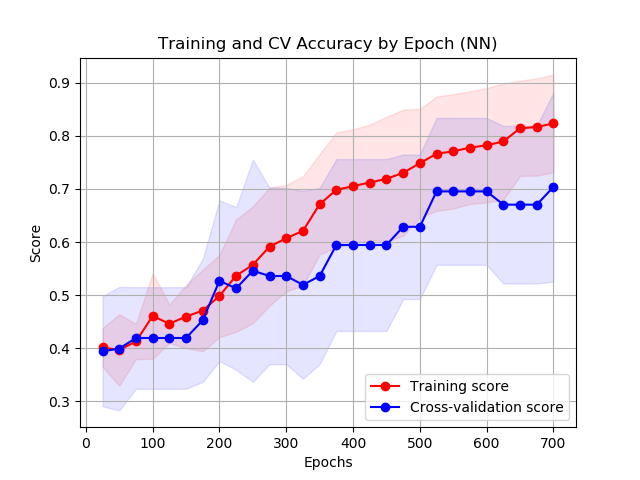 Training and CV Accuracy by Epoch (NN)
0.9
0.8
0.7
0.6
0.5
0.4
0.3
Score
Training score
Cross-validation score
0 100 200 300 400 500 600 700
Epochs